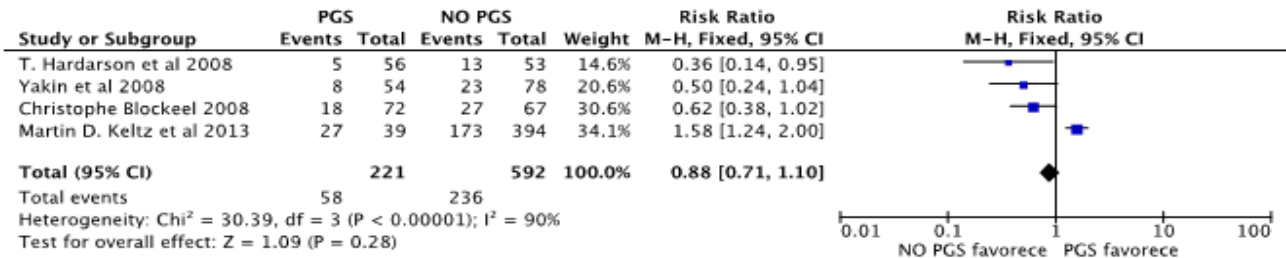 PGS NO PGS Risk Ratio Risk Ratio
Study or Subgroup Events Total Events Total Weight M-H, Fixed, 95% CI M-H, Fixed, 95% CI
T. Hardarson et al 2008 5 56 13 53 14.6% 0.36 [0.14, 0.95]
Yakin et al 2008 8 54 23 78 20.6% 0.50 [0.24, 1.04]
Christophe Blockeel 2008 18 72 27 67 30.6% 0.62 [0.38, 1.02]
Martin D. Keltz et al 2013 27 39 173 394 34.1% 1.58 [1.24, 2.00]
Total (95% CI) 221 592 100.0% 0.88 [0.71, 1.10]
Total events 58 236
Heterogeneity: Chi² = 30.39, df = 3 (P < 0.00001); I² = 90%
Test for overall effect: Z = 1.09 (P = 0.28)
0.01 0.1 1 10 100
NO PGS favorece PGS favorece